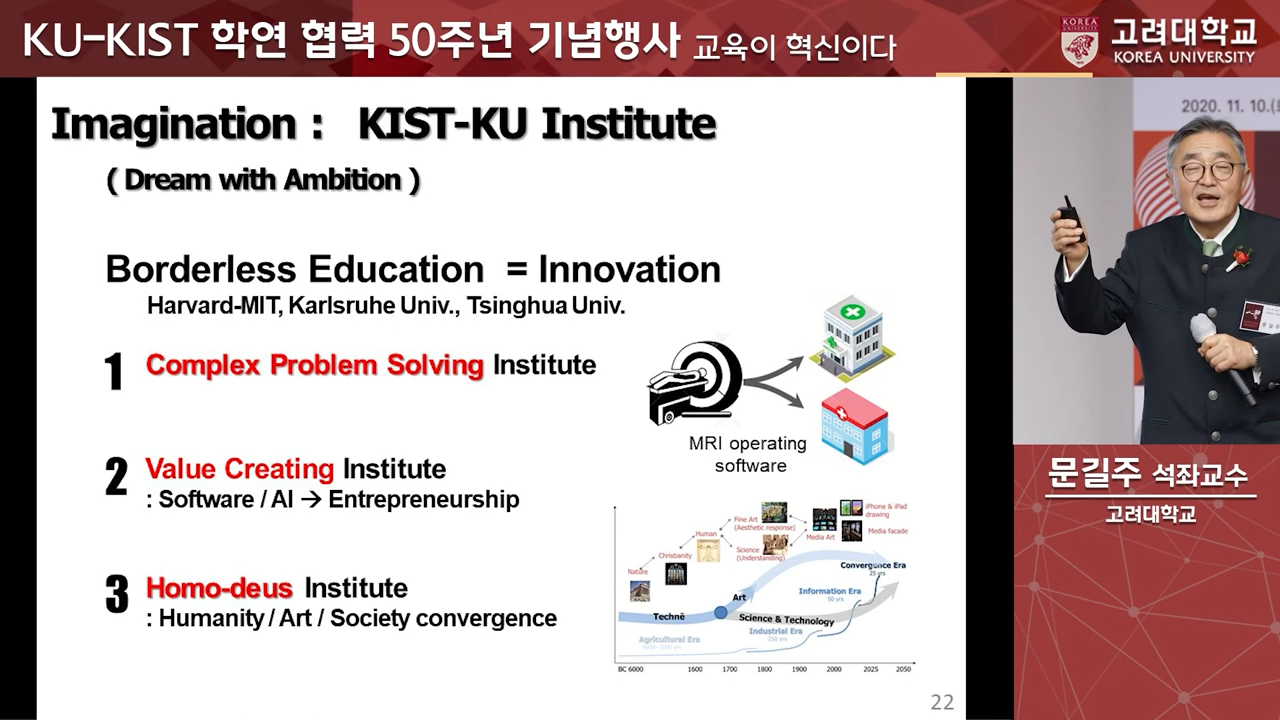 KU-KIST 학연 협력 50주년 기념행사 교육이 혁신이다
KOREA
UNIVERSITY
고려대학교
KOREA UNIVERSITY
Imagination : KIST-KU Institute
( Dream with Ambition )
Borderless Education = Innovation
Harvard-MIT, Karlsruhe Univ., Tsinghua Univ.
1 Complex Problem Solving Institute
MRI operating
software
2 Value Creating Institute
: Software / AI → Entrepreneurship
3 Homo-deus Institute
: Humanity / Art / Society convergence
Nature
Christianity
Human
Fine Art
(Aesthetic response)
Science
(Understanding)
Media Art
iPhone & iPad
drawing
Media facade
Convergence Era
25 yrs
Information Era
50 yrs
Art
Technē
Science & Technology
Industrial Era
250 yrs
Agricultural Era
BC 6000 1600 1700 1800 1900 2000 2025 2050
22
2020. 11. 10.
문길주 석좌교수
고려대학교